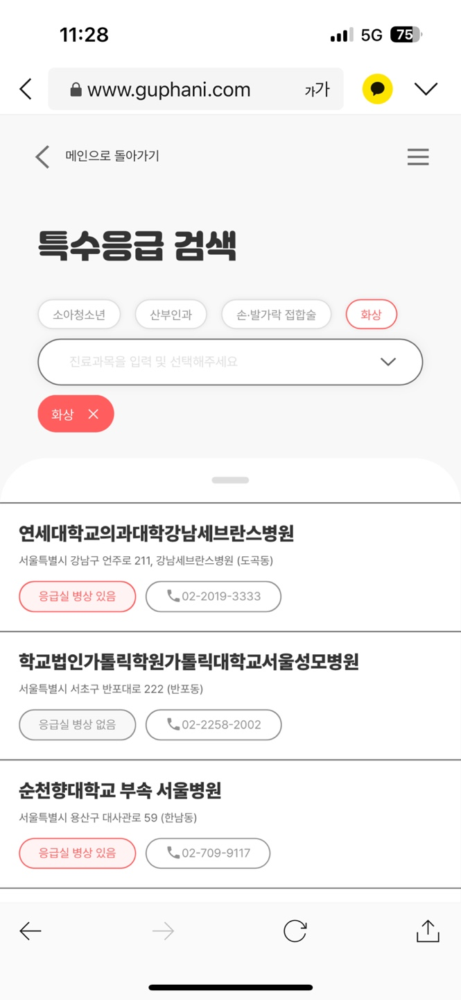 11:28
5G 75
www.guphani.com 가가
메인으로 돌아가기
특수응급 검색
소아청소년 산부인과 손·발가락 접합술 화상
진료과목을 입력 및 선택해주세요
화상
연세대학교의과대학강남세브란스병원
서울특별시 강남구 언주로 211, 강남세브란스병원 (도곡동)
응급실 병상 있음 02-2019-3333
학교법인가톨릭학원가톨릭대학교서울성모병원
서울특별시 서초구 반포대로 222 (반포동)
응급실 병상 없음 02-2258-2002
순천향대학교 부속 서울병원
서울특별시 용산구 대사관로 59 (한남동)
응급실 병상 있음 02-709-9117